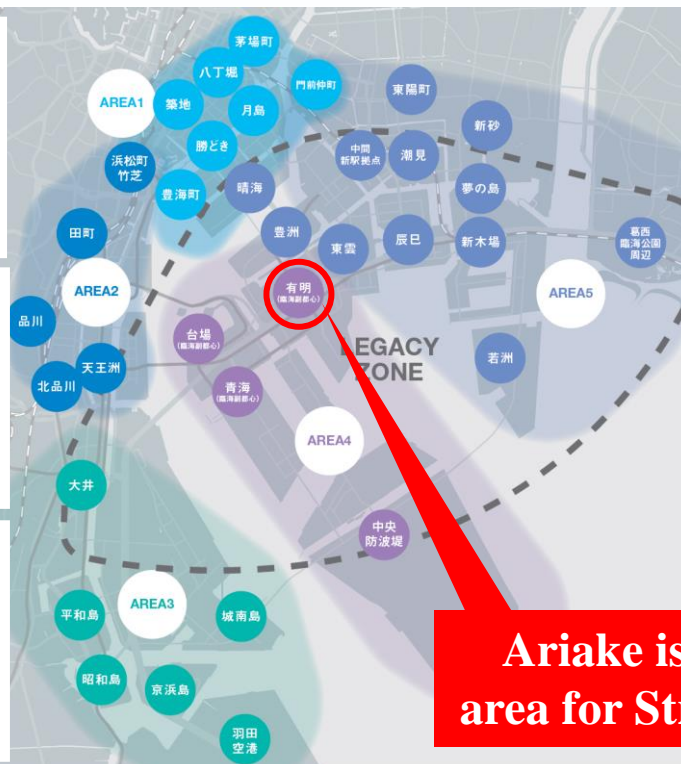 茅場町
八丁堀
門前仲町
東陽町
AREA1
築地
月島
新砂
勝どき
中間
新駅拠点
潮見
浜松町
竹芝
豊海町
晴海
夢の島
田町
豊洲
東雲
辰巳
新木場
葛西
臨海公園
周辺
AREA2
有明
(臨海副都心)
AREA5
品川
台場
(臨海副都心)
LEGACY
ZONE
若洲
北品川
天王洲
青海
(臨海副都心)
AREA4
大井
中央
防波堤
平和島
AREA3
城南島
昭和島
京浜島
羽田
空港
Ariake is
area for St